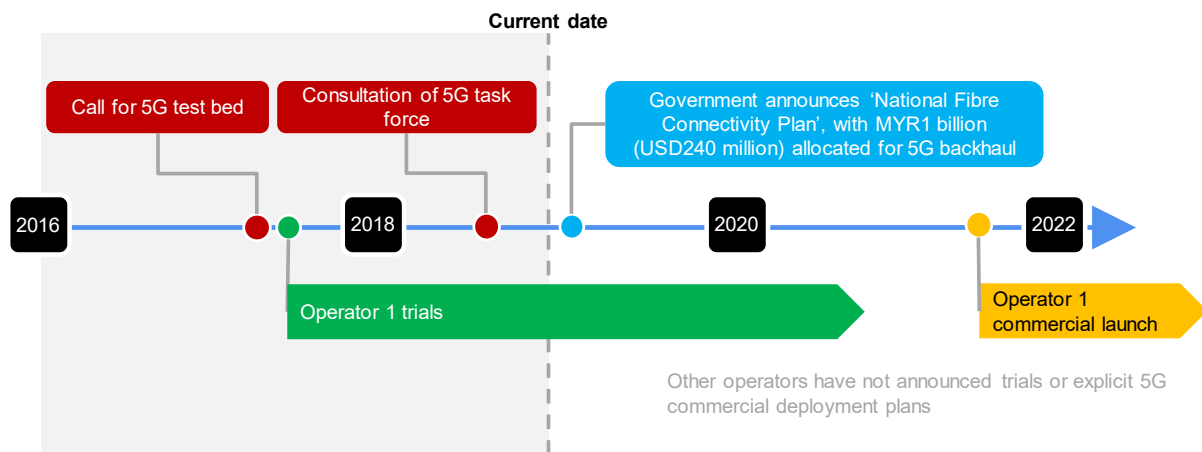 Current date
Call for 5G test bed
Consultation of 5G task
force
Government announces ‘National Fibre
Connectivity Plan’, with MYR1 billion
(USD240 million) allocated for 5G backhaul
2016
2018
2020
2022
Operator 1 trials
Operator 1
commercial launch
Other operators have not announced trials or explicit 5G
commercial deployment plans